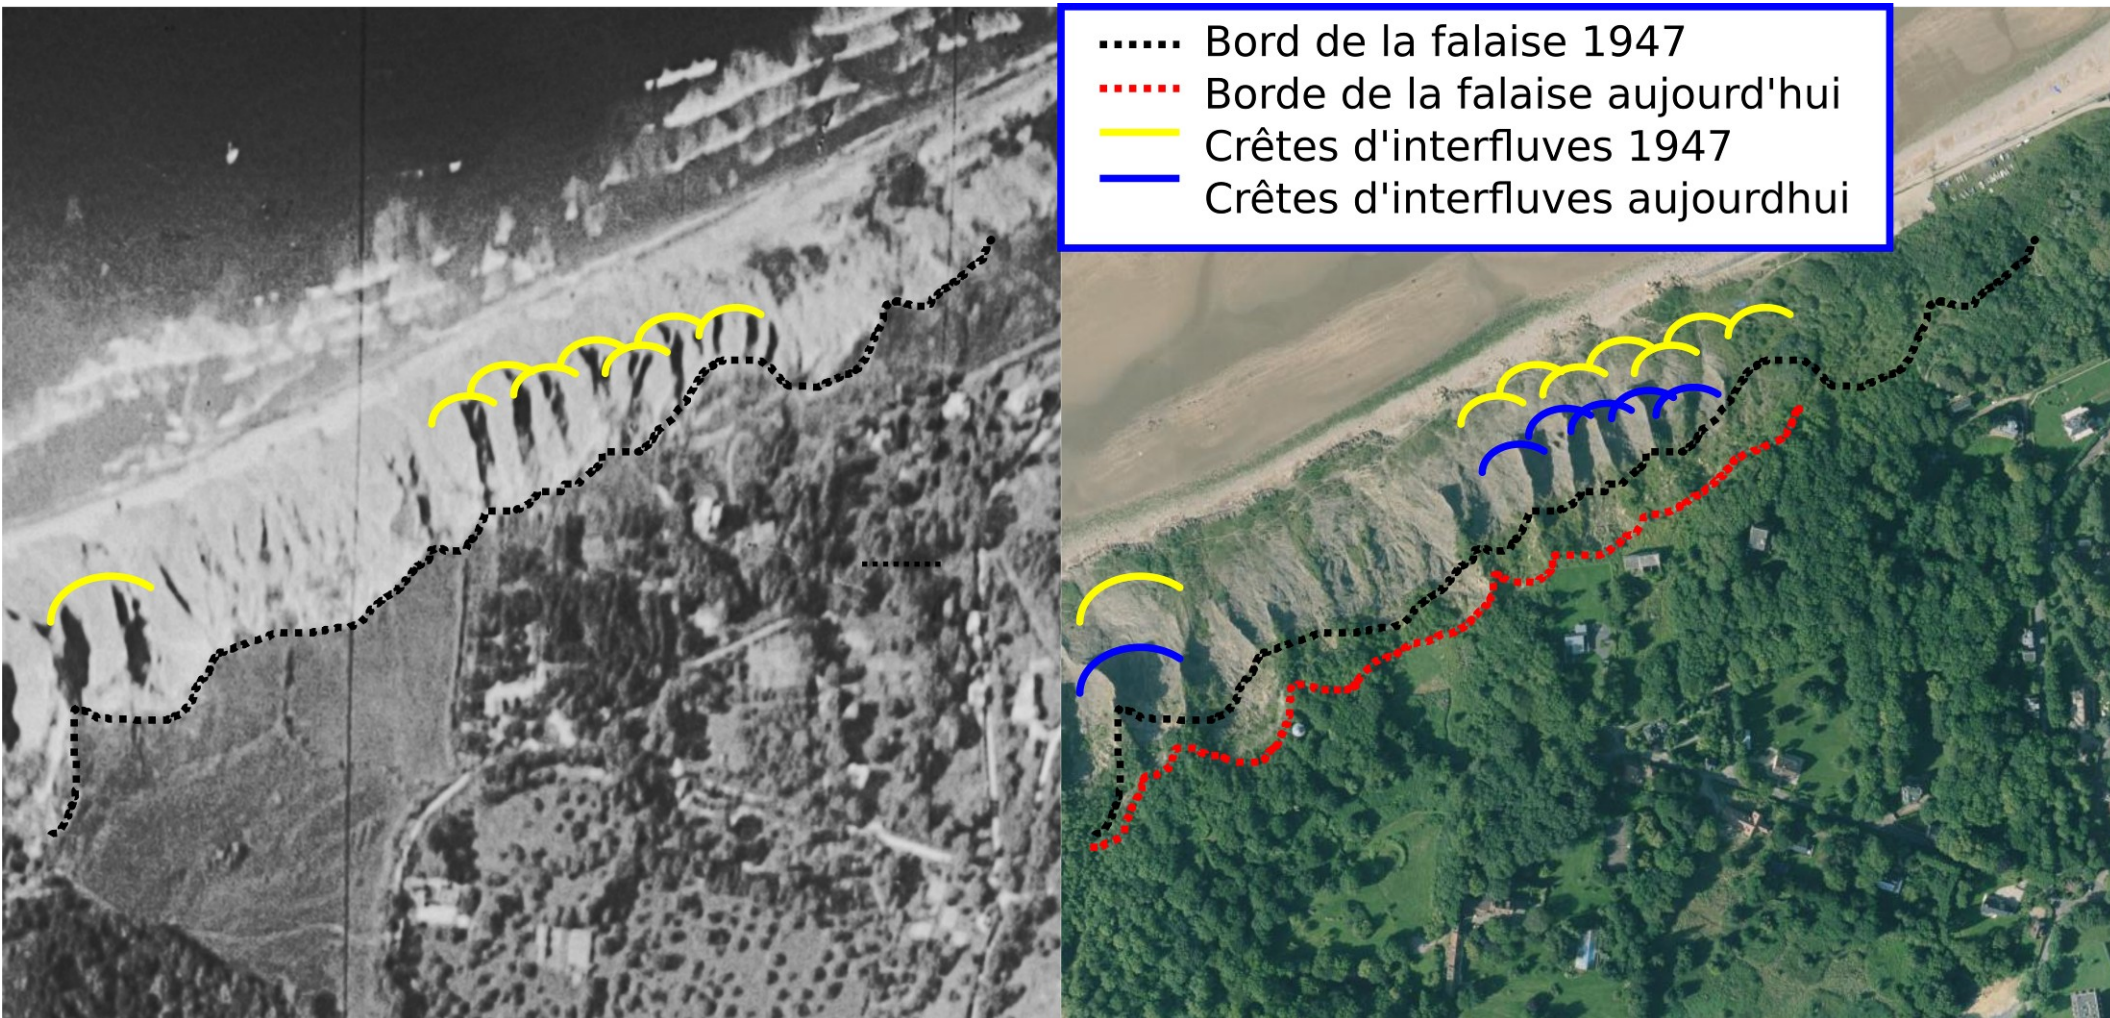 Bord de la falaise 1947
Borde de la falaise aujourd'hui
Crêtes d'interfluves 1947
Crêtes d'interfluves aujourdhui